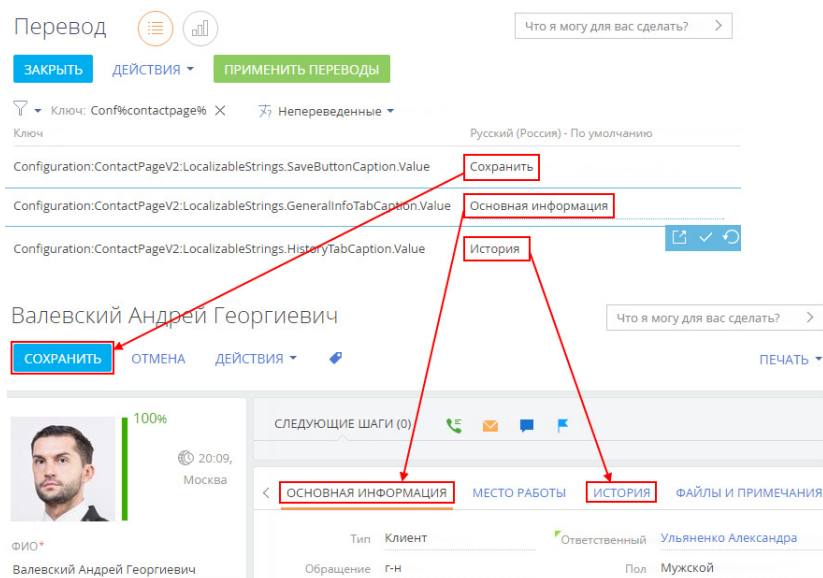 Перевод
Что я могу для вас сделать?
ЗАКРЫТЬ ДЕЙСТВИЯ ПРИМЕНИТЬ ПЕРЕВОДЫ
Ключ: Conf%contactpage% Непереведенные
Ключ Русский (Россия) - По умолчанию
Configuration:ContactPageV2:LocalizableStrings.SaveButtonCaption.Value Сохранить
Configuration:ContactPageV2:LocalizableStrings.GeneralInfoTabCaption.Value Основная информация
Configuration:ContactPageV2:LocalizableStrings.HistoryTabCaption.Value История
Валевский Андрей Георгиевич
Что я могу для вас сделать?
СОХРАНИТЬ ОТМЕНА ДЕЙСТВИЯ ПЕЧАТЬ
100%
СЛЕДУЮЩИЕ ШАГИ (0)
20:09,
Москва
ОСНОВНАЯ ИНФОРМАЦИЯ МЕСТО РАБОТЫ ИСТОРИЯ ФАЙЛЫ И ПРИМЕЧАНИЯ
Тип Клиент Ответственный Ульяненко Александра
ФИО*
Валевский Андрей Георгиевич
Обращение г-н Пол Мужской